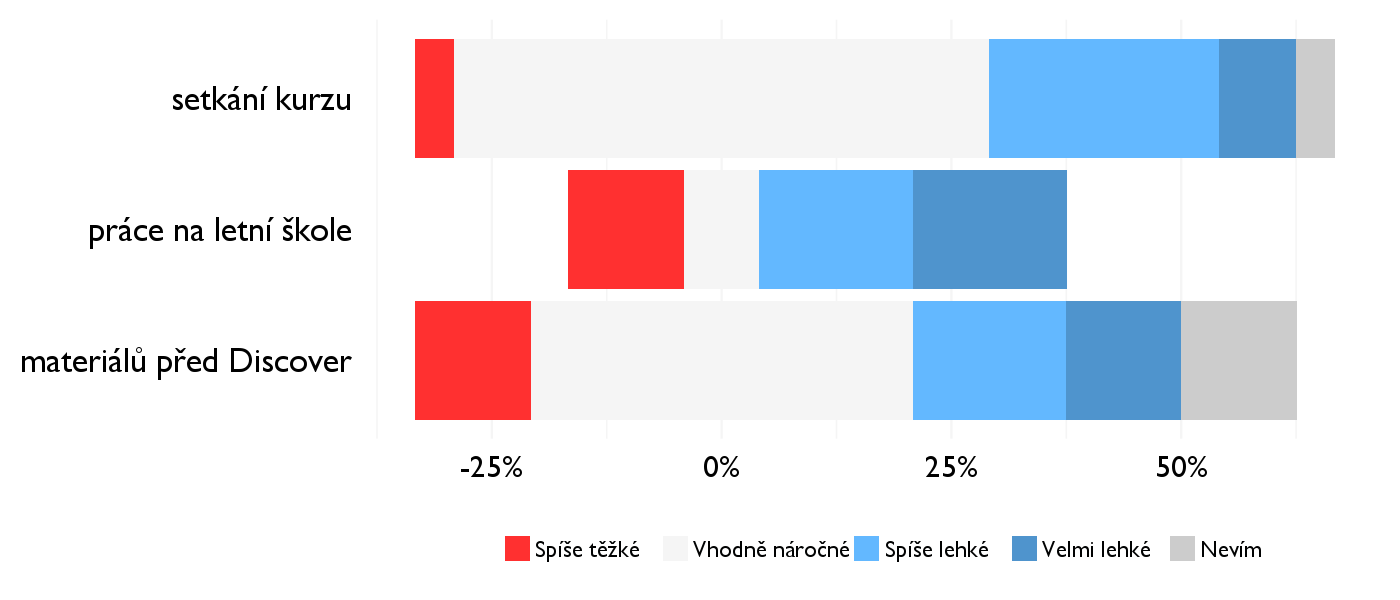 setkání kurzu
práce na letní škole
materiálů před Discover
-25% 0% 25% 50%
Spíše těžké Vhodně náročné Spíše lehké Velmi lehké Nevím